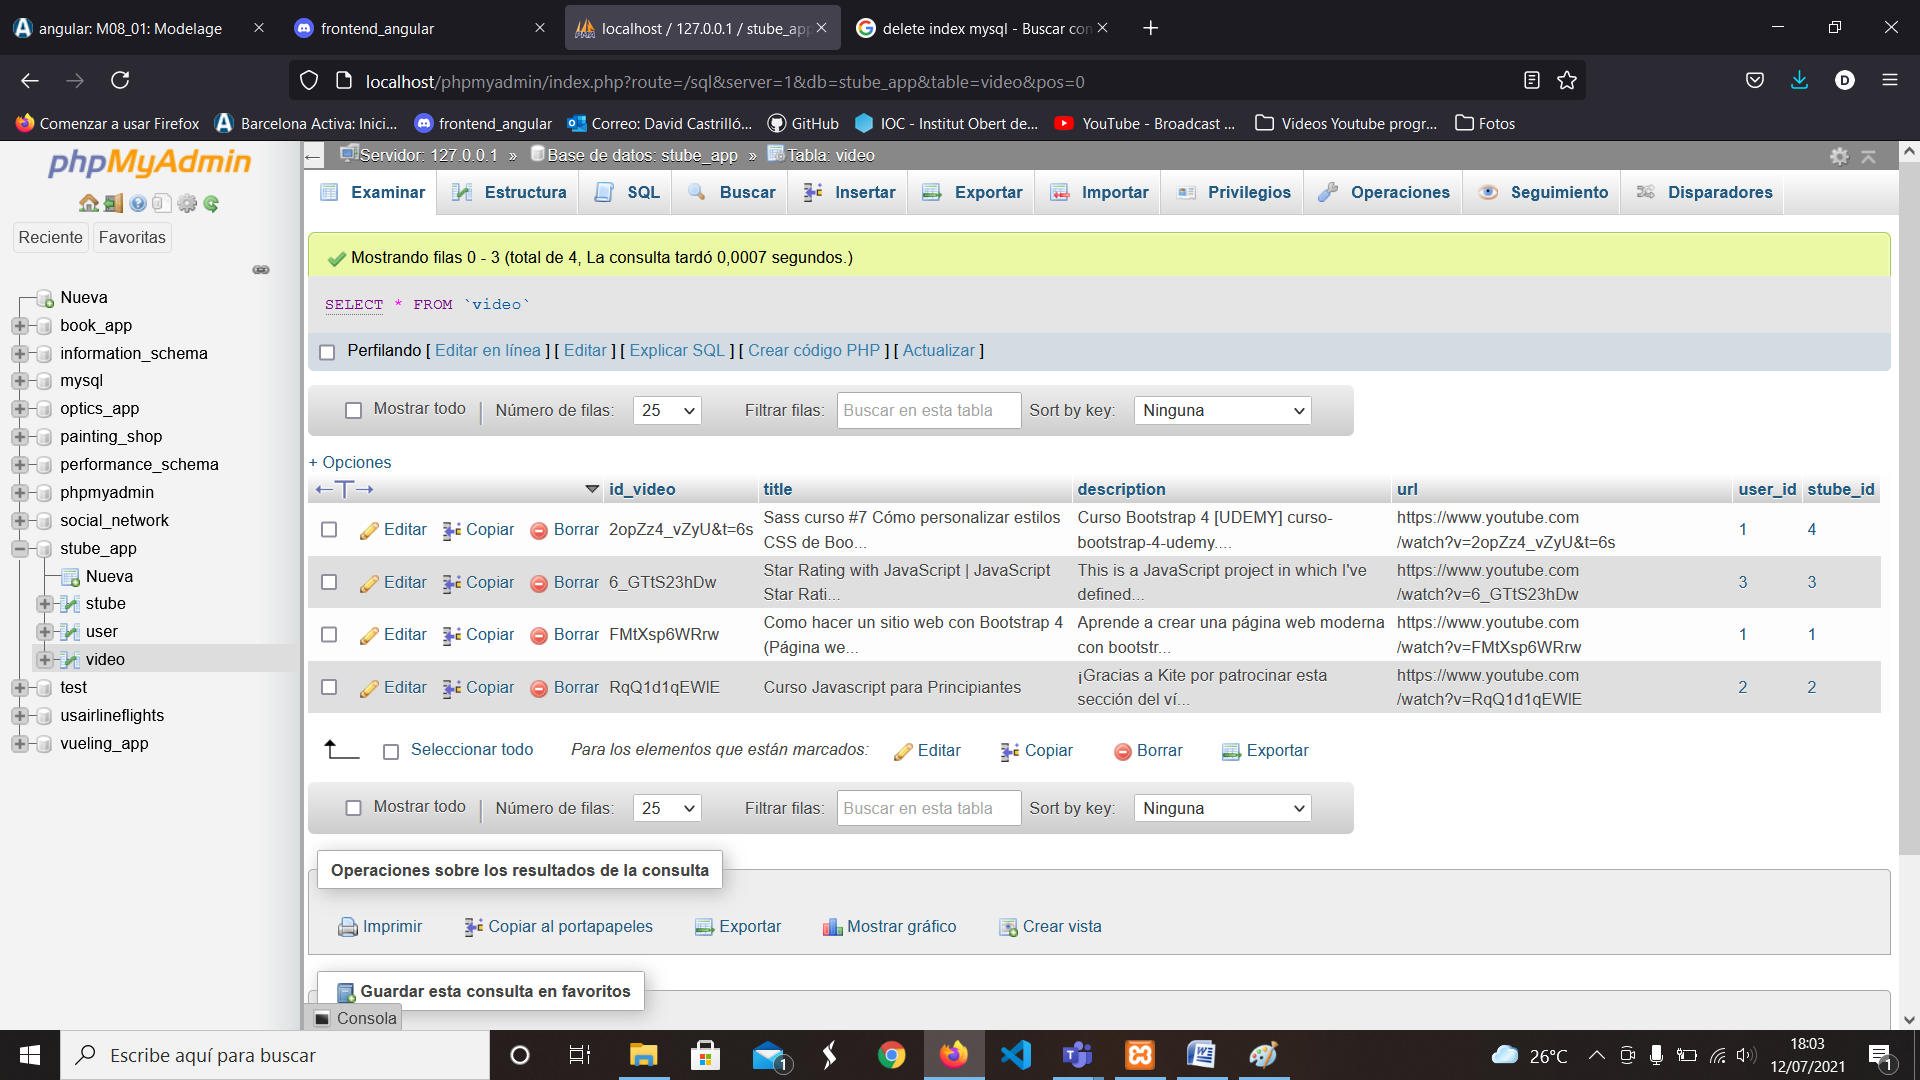 angular: M08_01: Modelage
frontend_angular
localhost / 127.0.0.1 / stube_app
delete index mysql - Buscar con
localhost/phpmyadmin/index.php?route=/sql&server=1&db=stube_app&table=video&pos=0
D
Comenzar a usar Firefox
Barcelona Activa: Inici...
frontend_angular
Correo: David Castrilló...
GitHub
IOC - Institut Obert de...
YouTube - Broadcast ...
Videos Youtube progr...
Fotos
phpMyAdmin
Reciente
Favoritas
Nueva
book_app
information_schema
mysql
optics_app
painting_shop
performance_schema
phpmyadmin
social_network
stube_app
Nueva
stube
user
video
test
usairlineflights
vueling_app
Servidor: 127.0.0.1 » Base de datos: stube_app » Tabla: video
Examinar Estructura SQL Buscar Insertar Exportar Importar Privilegios Operaciones Seguimiento Disparadores
Mostrando filas 0 - 3 (total de 4, La consulta tardó 0,0007 segundos.)
SELECT * FROM `video`
Perfilando [ Editar en línea ] [ Editar ] [ Explicar SQL ] [ Crear código PHP ] [ Actualizar ]
Mostrar todo | Número de filas: 25 Filtrar filas: Buscar en esta tabla Sort by key: Ninguna
+ Opciones
←T→ id_video title description url user_id stube_id
Editar Copiar Borrar 2opZz4_vZyU&t=6s Sass curso #7 Cómo personalizar estilos CSS de Boo... Curso Bootstrap 4 [UDEMY] curso-bootstrap-4-udemy.... https://www.youtube.com/watch?v=2opZz4_vZyU&t=6s 1 4
Editar Copiar Borrar 6_GTtS23hDw Star Rating with JavaScript | JavaScript Star Rati... This is a JavaScript project in which I've defined... https://www.youtube.com/watch?v=6_GTtS23hDw 3 3
Editar Copiar Borrar FMtXsp6WRrw Como hacer un sitio web con Bootstrap 4 (Página we... Aprende a crear una página web moderna con bootstr... https://www.youtube.com/watch?v=FMtXsp6WRrw 1 1
Editar Copiar Borrar RqQ1d1qEWlE Curso Javascript para Principiantes ¡Gracias a Kite por patrocinar esta sección del ví... https://www.youtube.com/watch?v=RqQ1d1qEWlE 2 2
Seleccionar todo Para los elementos que están marcados: Editar Copiar Borrar Exportar
Mostrar todo | Número de filas: 25 Filtrar filas: Buscar en esta tabla Sort by key: Ninguna
Operaciones sobre los resultados de la consulta
Imprimir Copiar al portapapeles Exportar Mostrar gráfico Crear vista
Guardar esta consulta en favoritos
Consola
Escribe aquí para buscar
1
26°C
18:03
12/07/2021
1